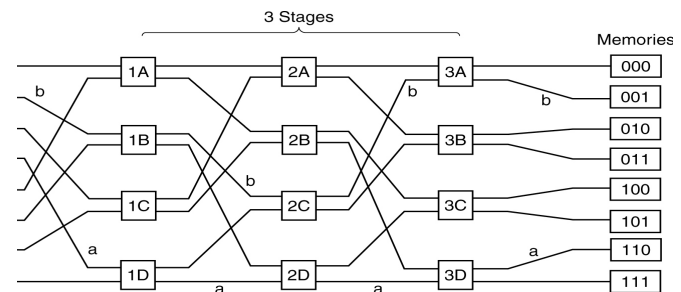 3 Stages
Memories
1A 2A 3A 000
b b b 001
1B 2B 3B 010
011
b
1C 2C 3C 100
101
a a 110
1D 2D 3D 111
a a